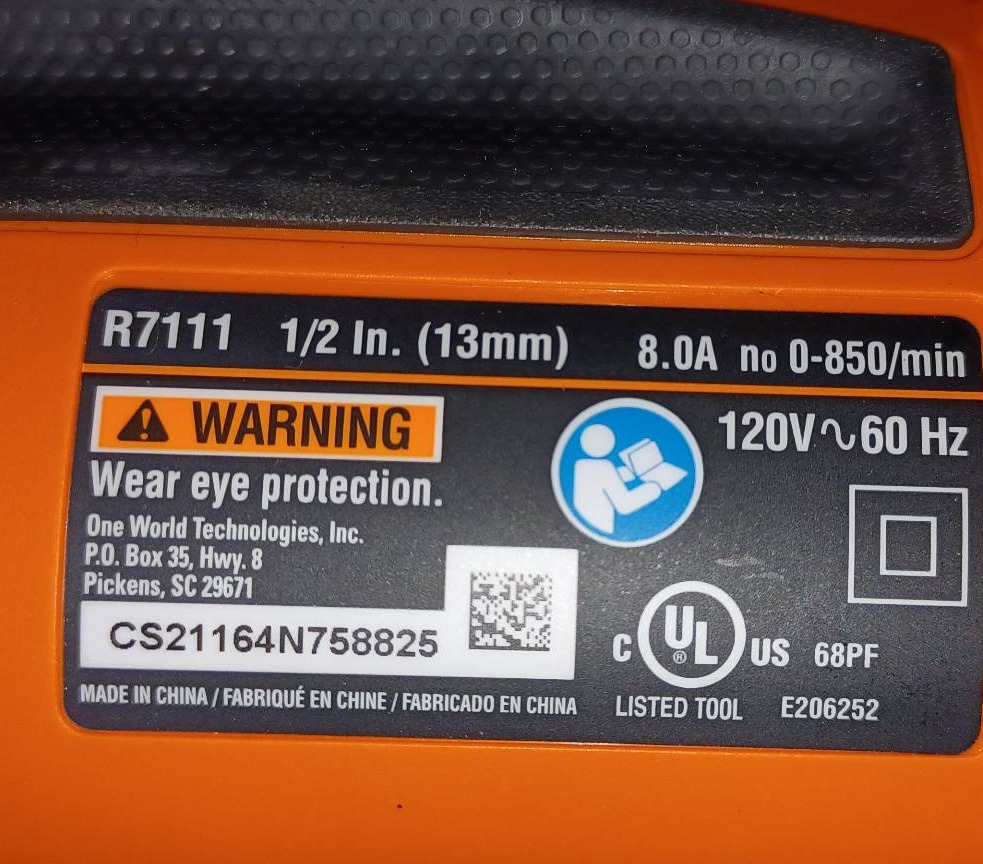 R7111 1/2 In. (13mm) 8.0A no 0-850/min
WARNING
120V∿60 Hz
Wear eye protection.
One World Technologies, Inc.
P.O. Box 35, Hwy. 8
Pickens, SC 29671
CS21164N758825
C UL ® US 68PF
MADE IN CHINA / FABRIQUÉ EN CHINE / FABRICADO EN CHINA
LISTED TOOL E206252